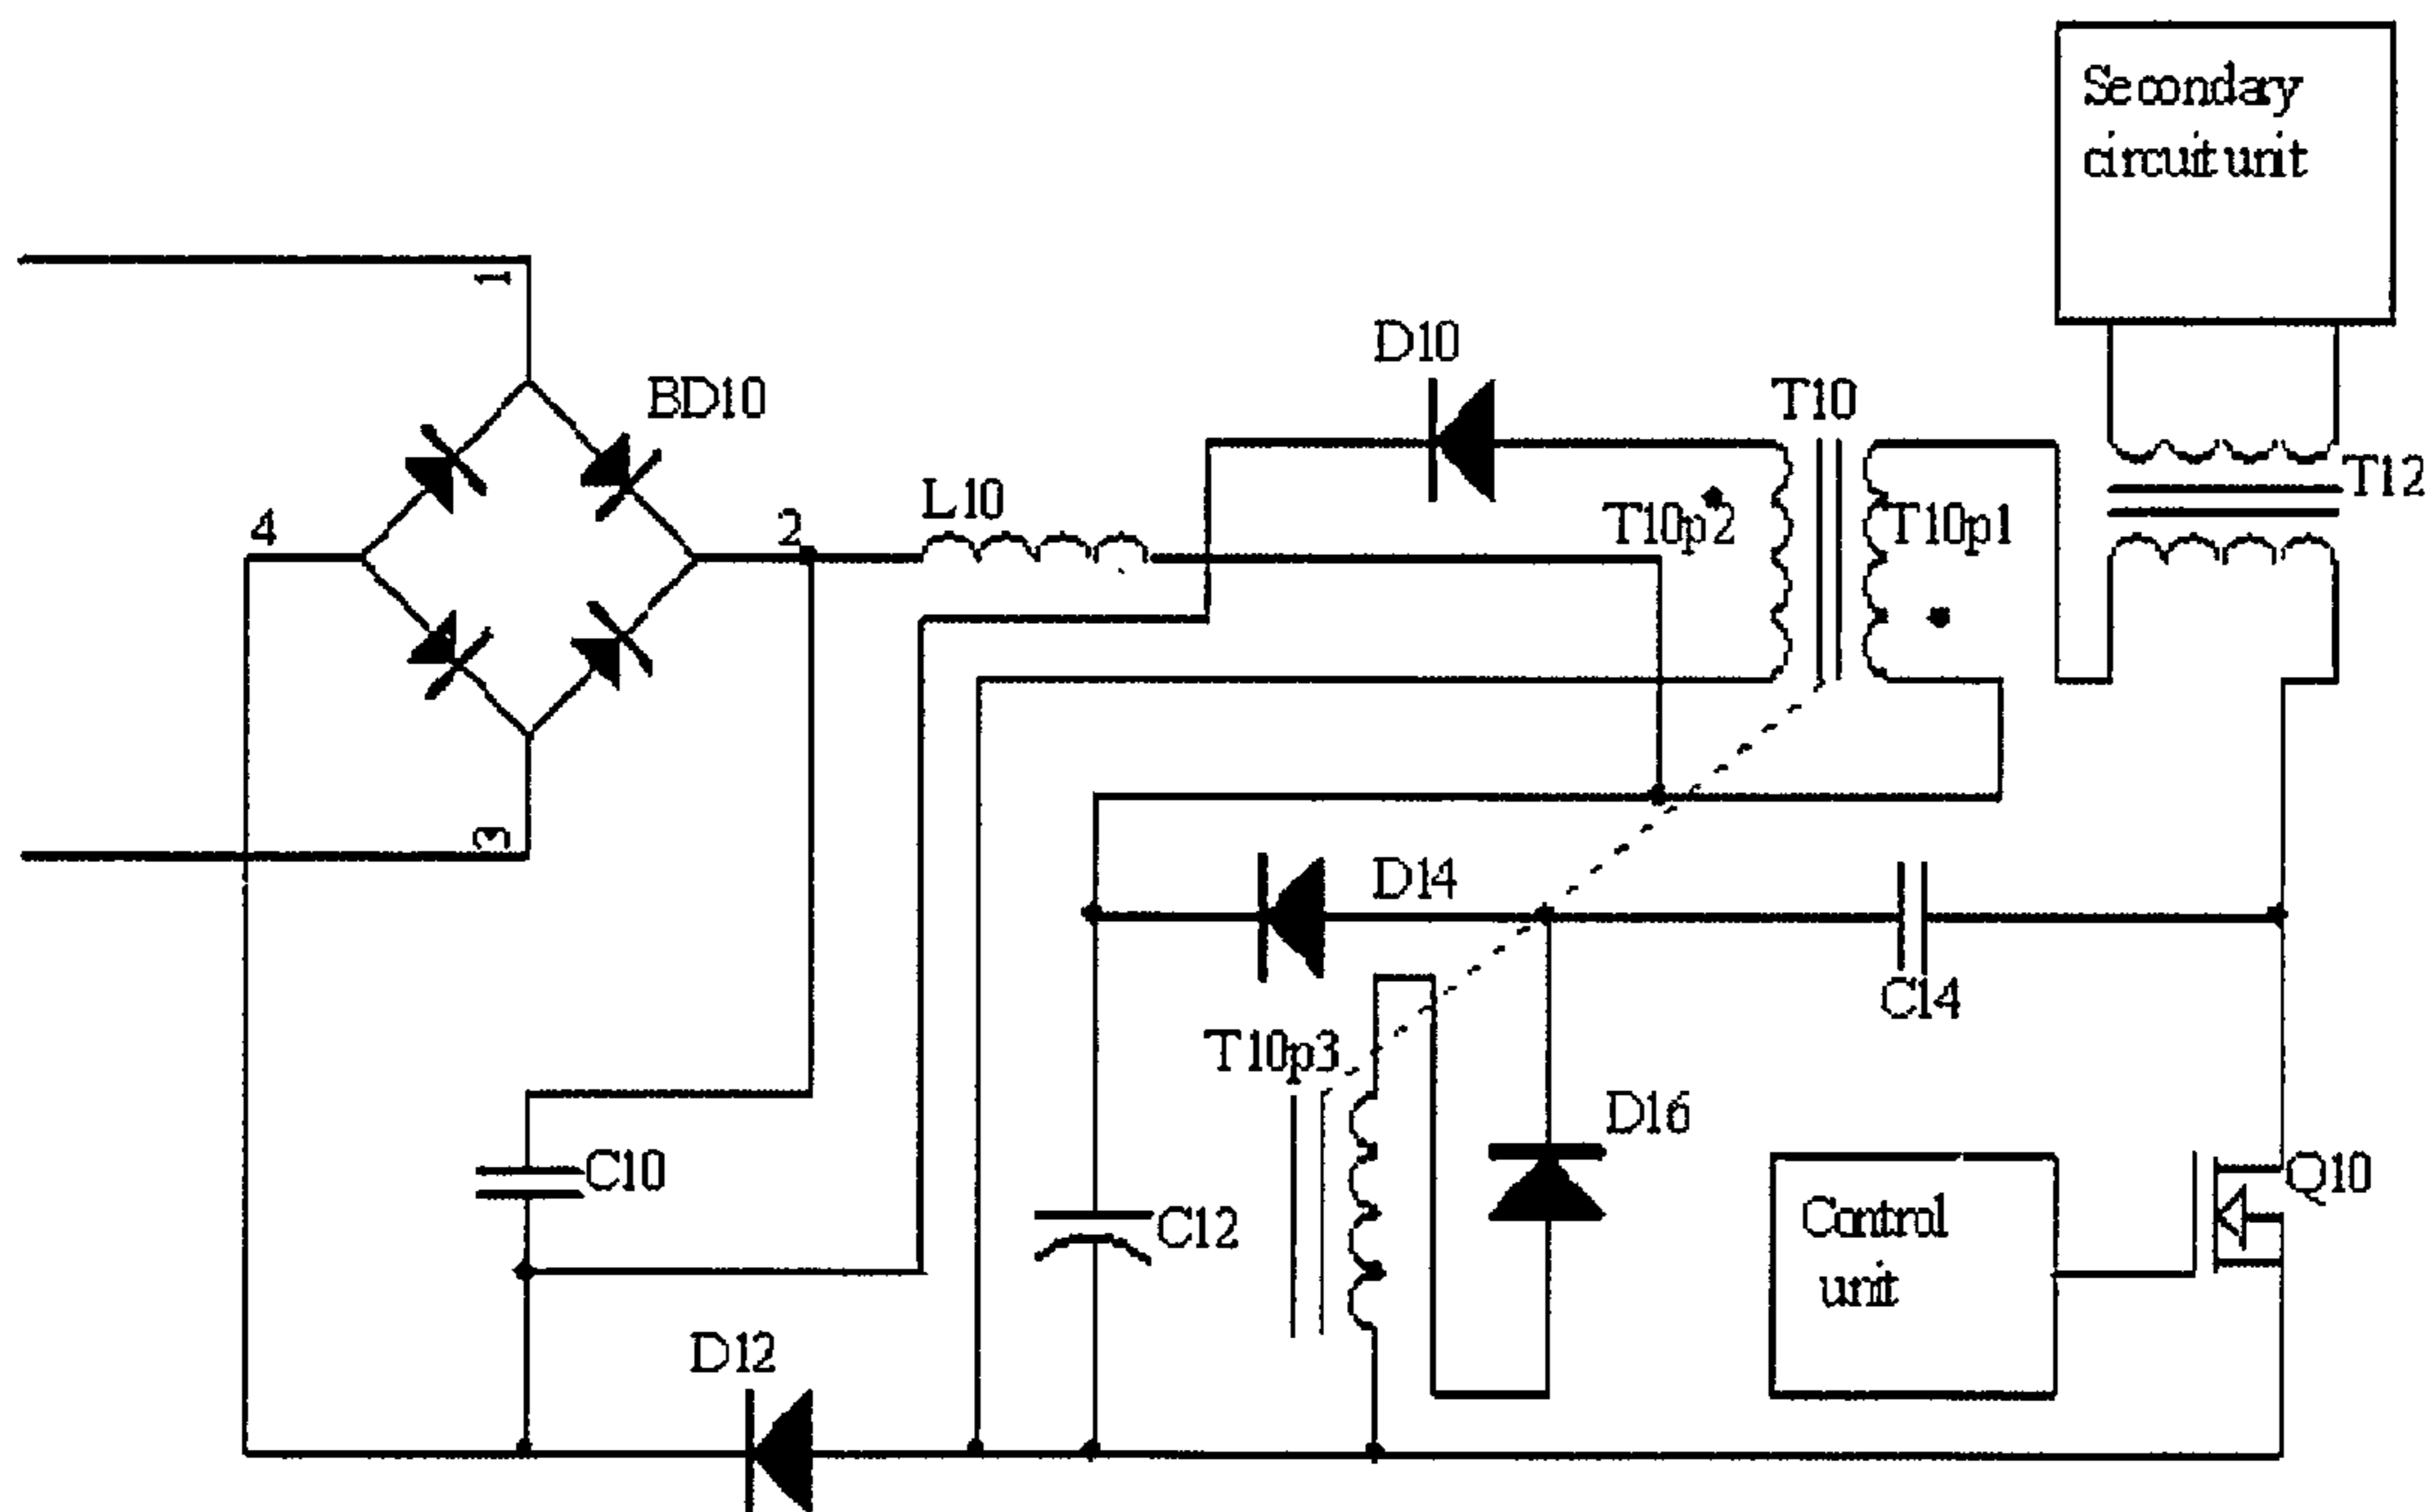 Secondary
circuit unit
1
BD10
D10
T10
T12
4
2
L10
T10p2
T10p1
3
D14
C14
T10p3
D16
C10
C12
Q10
Control
unit
D12